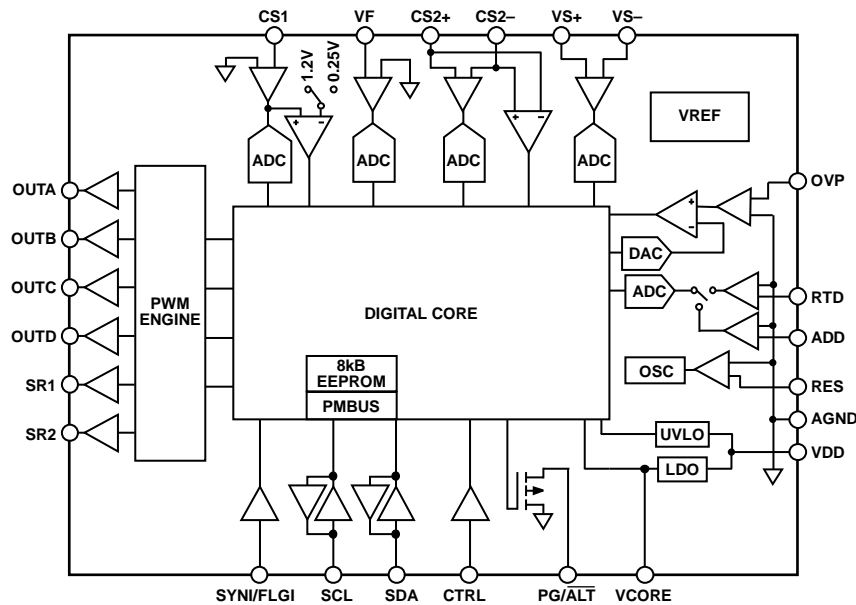 CS1 VF CS2+ CS2– VS+ VS–
1.2V
0.25V
VREF
+ –
+ –
ADC ADC ADC ADC
OUTA
OUTB
OUTC
OUTD
SR1
SR2
PWM
ENGINE
DIGITAL CORE
8kB
EEPROM
PMBUS
+
–
DAC
ADC
OSC
UVLO
LDO
OVP
RTD
ADD
RES
AGND
VDD
SYNI/FLGI SCL SDA CTRL PG/ALT VCORE